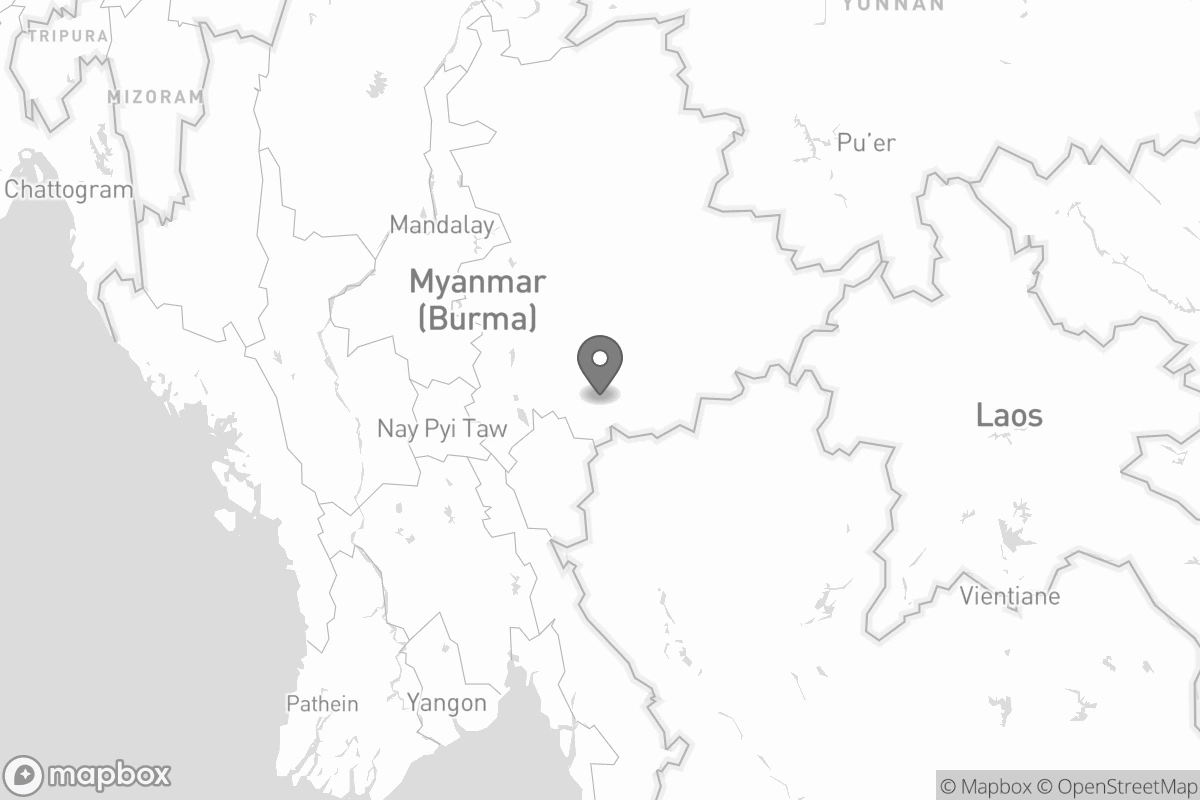 YUNNAN
TRIPURA
MIZORAM
Pu’er
Chattogram
Mandalay
Myanmar
(Burma)
Laos
Nay Pyi Taw
Vientiane
Pathein
Yangon
mapbox
© Mapbox © OpenStreetMap